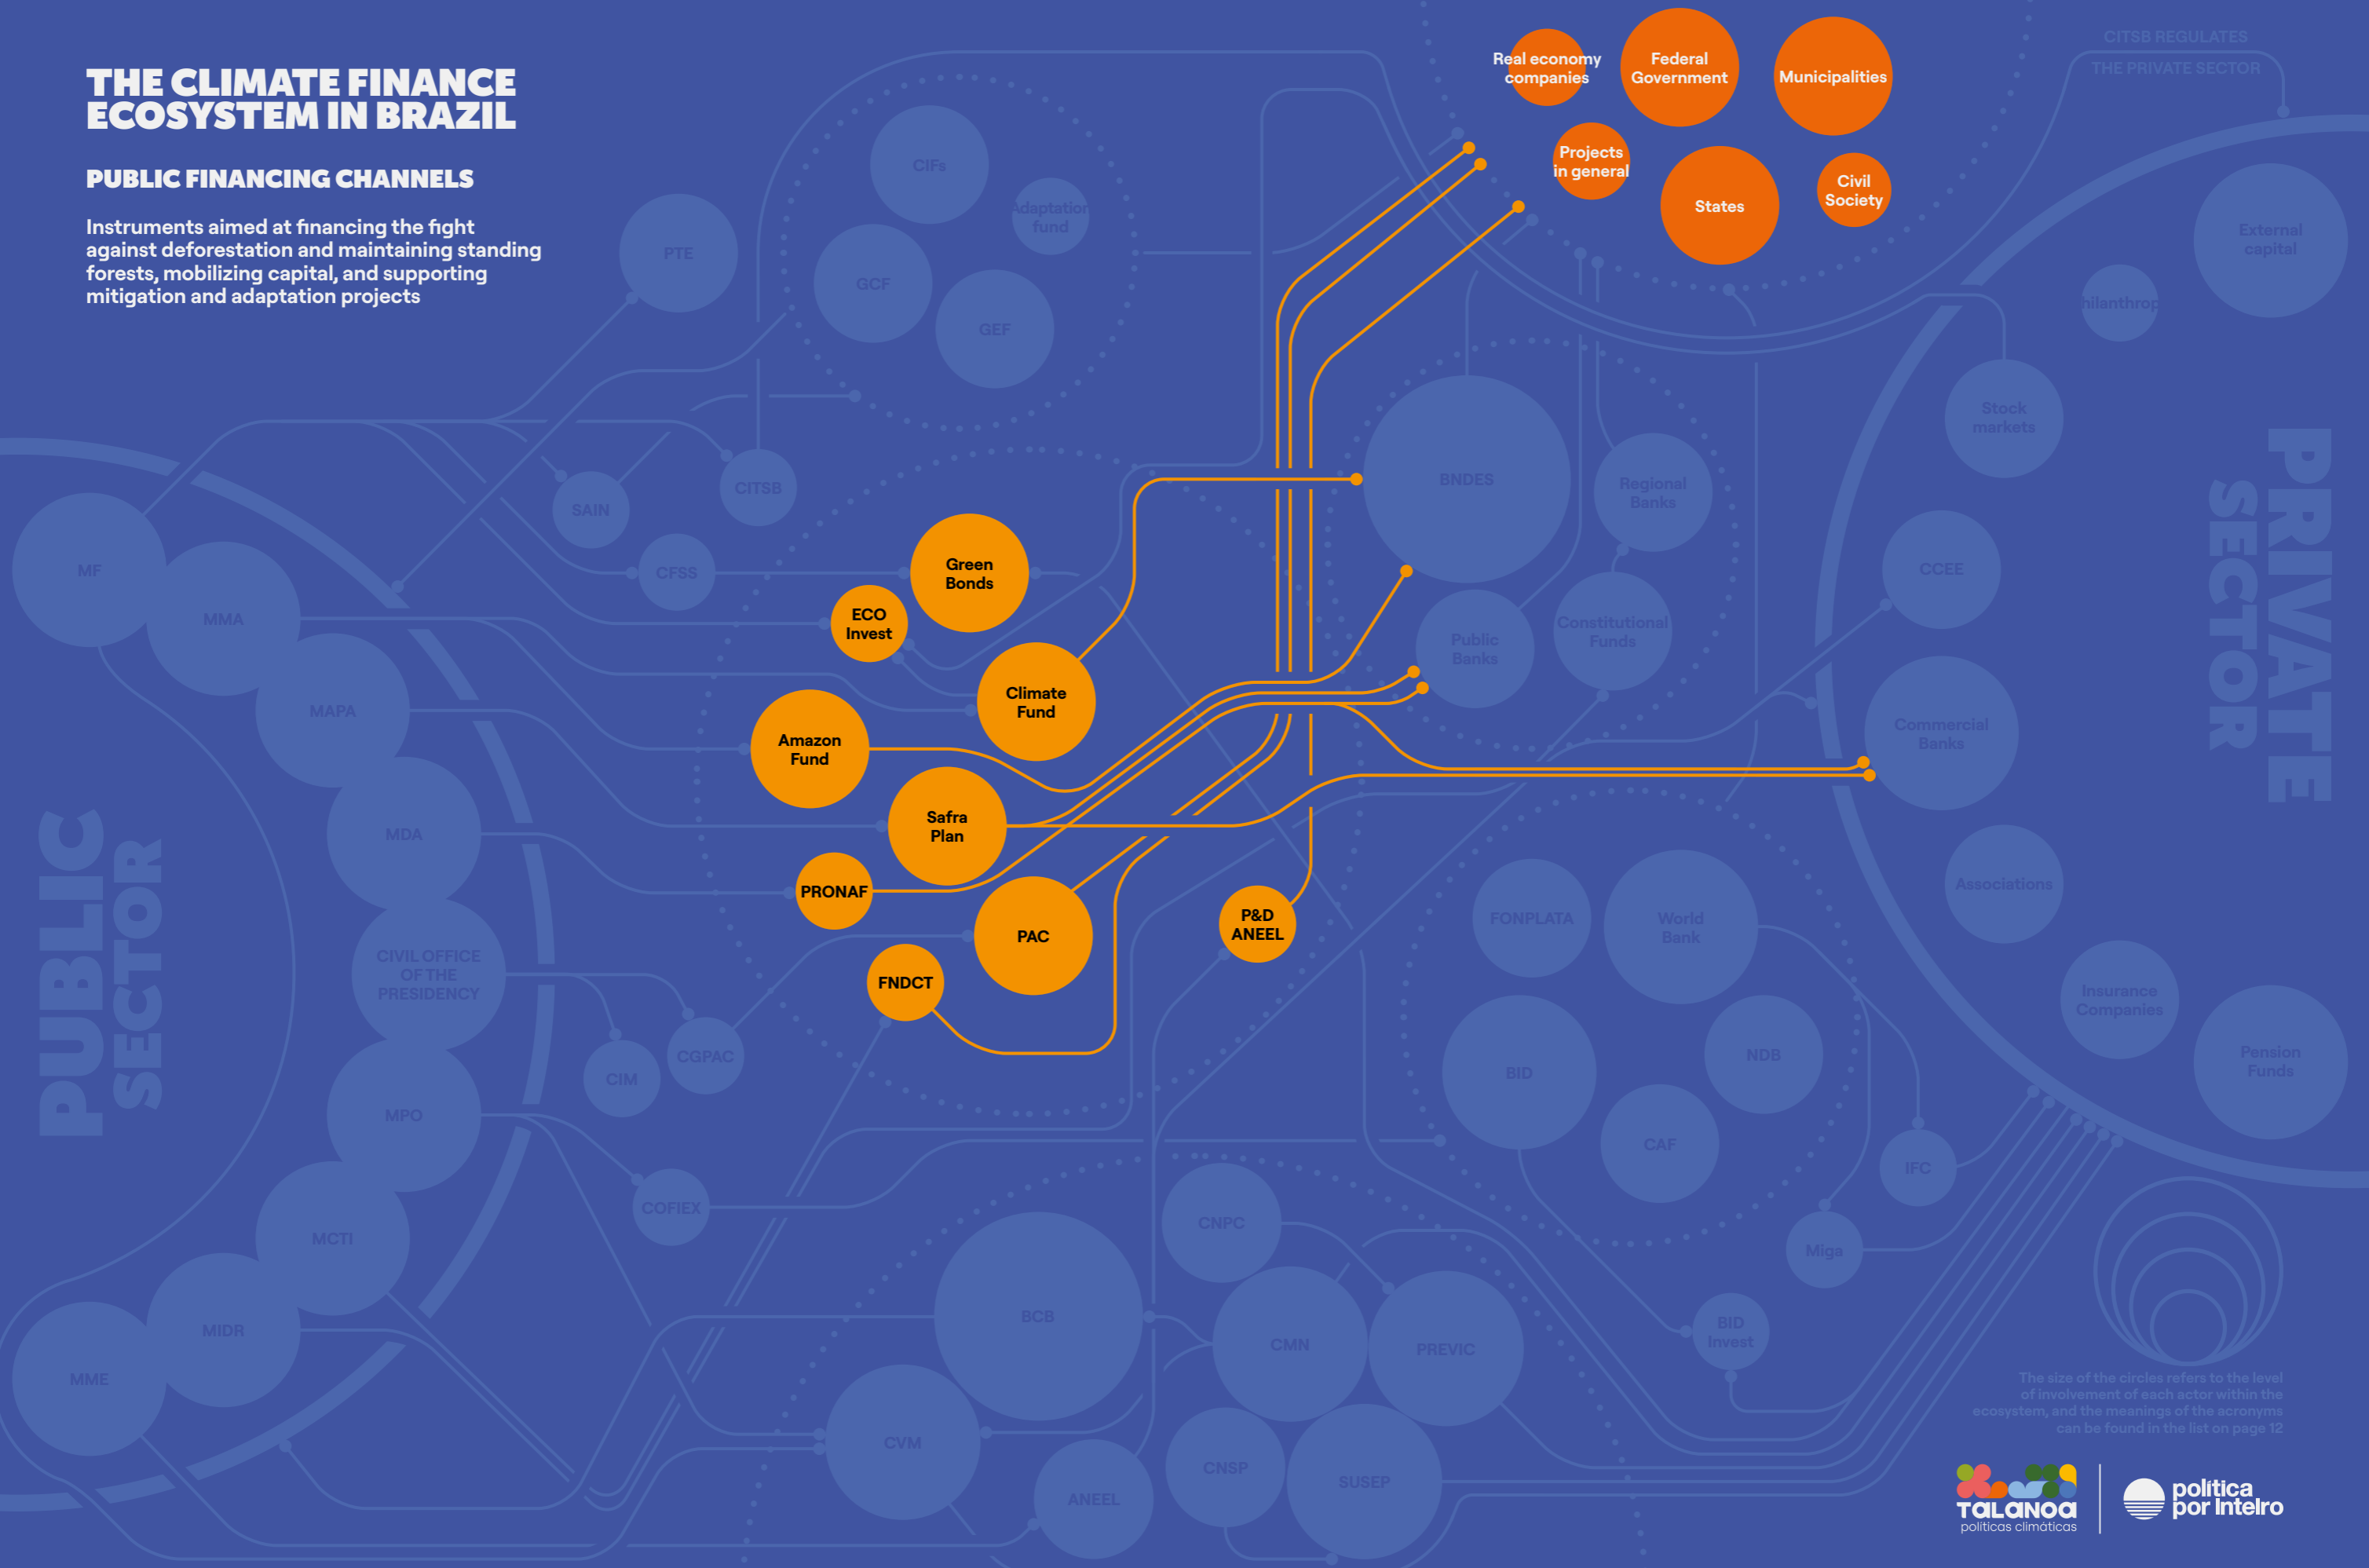 THE CLIMATE FINANCE
ECOSYSTEM IN BRAZIL
PUBLIC FINANCING CHANNELS
Instruments aimed at financing the fight
against deforestation and maintaining standing
forests, mobilizing capital, and supporting
mitigation and adaptation projects
Real economy
companies
Federal
Government
Municipalities
Projects
in general
States
Civil
Society
CITSB REGULATES
THE PRIVATE SECTOR
External
capital
hilanthrop
Stock
markets
PRIVATE
SECTOR
CCEE
Commercial
Banks
Associations
Insurance
Companies
Pension
Funds
PTE
CIFs
Adaptation
fund
GCF
GEF
SAIN
CITSB
CFSS
BNDES
Regional
Banks
Public
Banks
Constitutional
Funds
Green
Bonds
ECO
Invest
Climate
Fund
Amazon
Fund
Safra
Plan
PRONAF
PAC
P&D
ANEEL
FNDCT
PUBLIC
SECTOR
MF
MMA
MAPA
MDA
CIVIL OFFICE
OF THE
PRESIDENCY
MPO
MCTI
MIDR
MME
CIM
CGPAC
COFIEX
FONPLATA
World
Bank
BID
NDB
CAF
IFC
Miga
BID
Invest
CNPC
BCB
CMN
PREVIC
CVM
ANEEL
CNSP
SUSEP
The size of the circles refers to the level
of involvement of each actor within the
ecosystem, and the meanings of the acronyms
can be found in the list on page 12
TALANOA
políticas climáticas
política
por inteiro